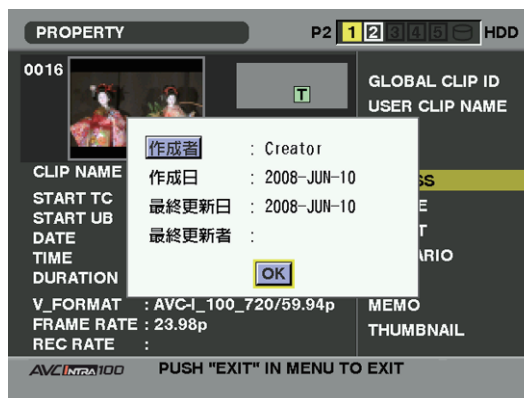 PROPERTY
P2 1 2 3 4 5 HDD
0016
T
GLOBAL CLIP ID
USER CLIP NAME
作成者 : Creator
作成日 : 2008-JUN-10
最終更新日 : 2008-JUN-10
最終更新者 :
OK
CLIP NAME
START TC
START UB
DATE
TIME
DURATION
V_FORMAT : AVC-I_100_720/59.94p
FRAME RATE : 23.98p
REC RATE :
MEMO
THUMBNAIL
AVC INTRA 100
PUSH "EXIT" IN MENU TO EXIT